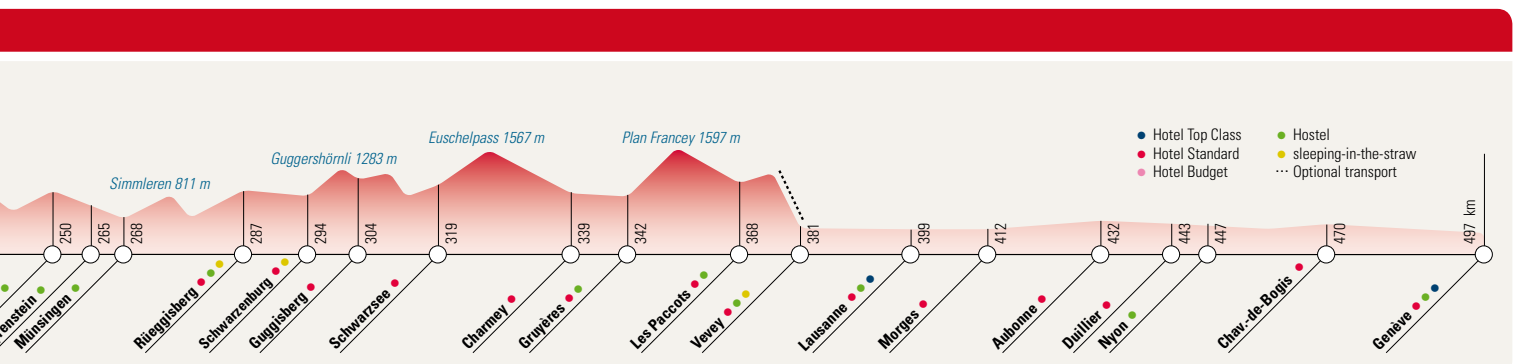 Euschelpass 1567 m
Plan Francey 1597 m
Guggershörnli 1283 m
Simmleren 811 m
Hotel Top Class
Hotel Standard
Hotel Budget
Hostel
sleeping-in-the-straw
Optional transport
250
265
268
287
294
304
319
339
342
368
381
399
412
432
443
447
470
497 km
Münsingen
Rüeggisberg
Schwarzenburg
Guggisberg
Schwarzsee
Charmey
Gruyères
Les Paccots
Vevey
Lausanne
Morges
Aubonne
Duillier
Nyon
Chav.-de-Bogis
Genève